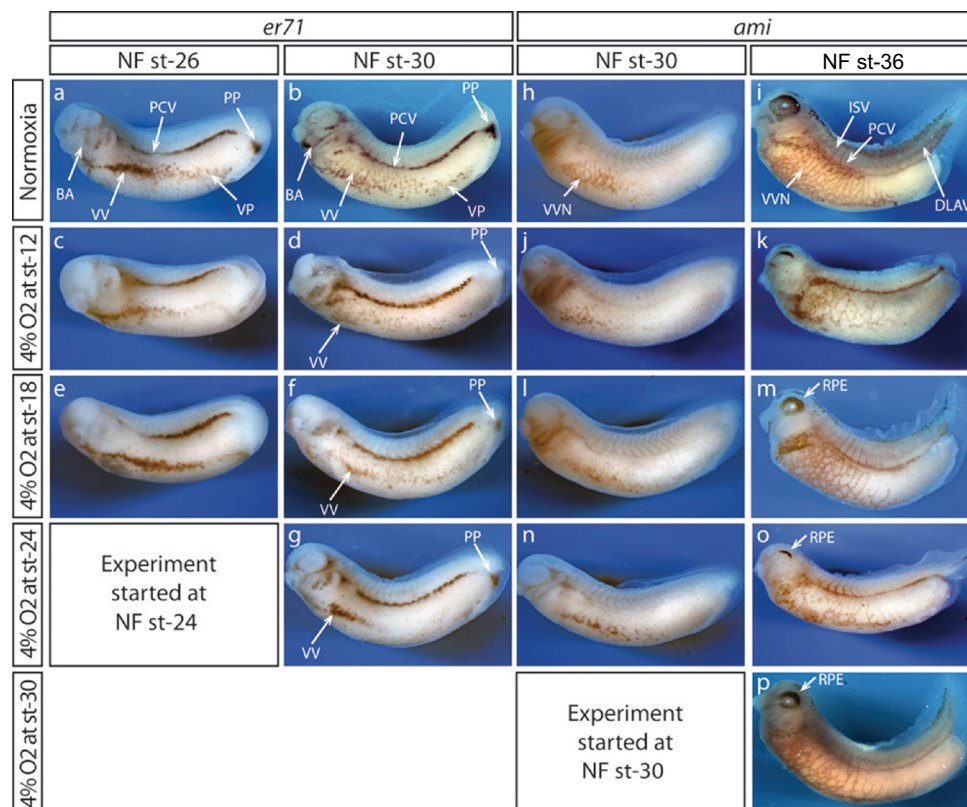 er71
ami
NF st-26
NF st-30
NF st-30
NF st-36
Normoxia
a
PCV
PP
BA
VV
VP
b
PP
PCV
BA
VV
VP
h
VVN
i
ISV
PCV
VVN
DLAV
4% O2 at st-12
c
d
PP
VV
j
k
4% O2 at st-18
e
f
PP
VV
l
m
RPE
4% O2 at st-24
Experiment
started at
NF st-24
g
PP
VV
n
o
RPE
4% O2 at st-30
Experiment
started at
NF st-30
p
RPE